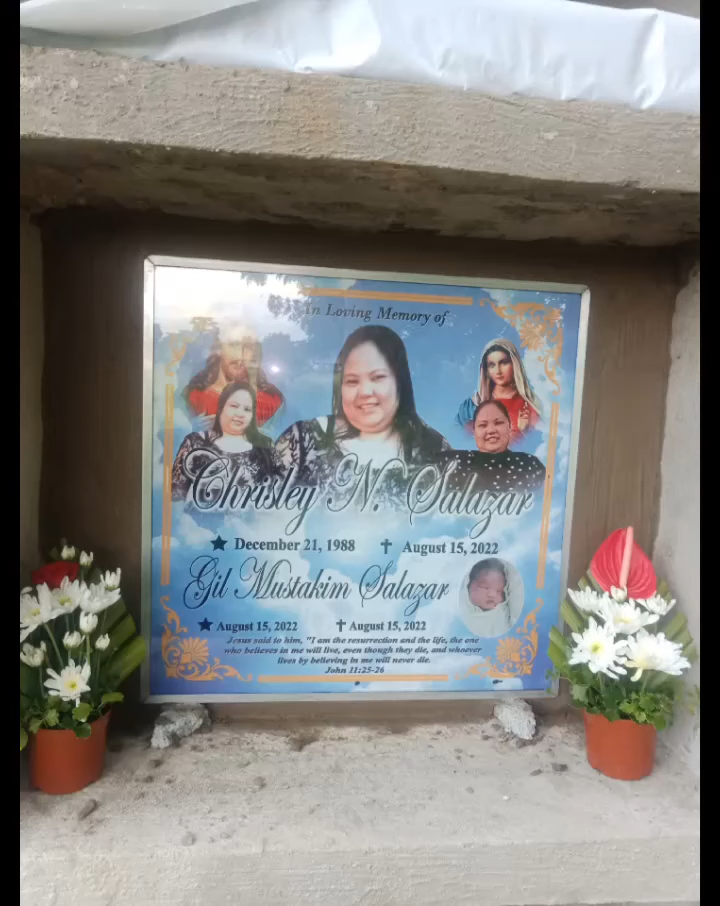 In Loving Memory of
Chrisley N. Salazar
★ December 21, 1988 ✝ August 15, 2022
Gil Mustakim Salazar
★ August 15, 2022 ✝ August 15, 2022
Jesus said to him, "I am the resurrection and the life, the one
who believes in me will live, even though they die, and whoever
lives by believing in me will never die.
John 11:25-26